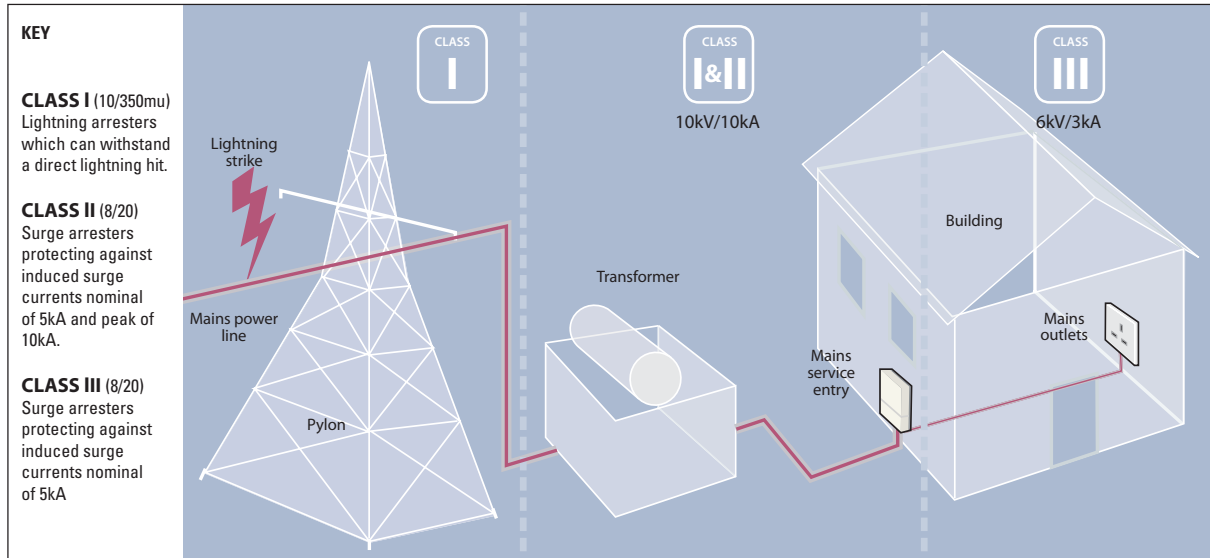 KEY
CLASS I (10/350mu)
Lightning arresters
which can withstand
a direct lightning hit.
CLASS II (8/20)
Surge arresters
protecting against
induced surge
currents nominal
of 5kA and peak of
10kA.
CLASS III (8/20)
Surge arresters
protecting against
induced surge
currents nominal
of 5kA
CLASS
I
Lightning
strike
Mains power
line
Pylon
CLASS
I&II
10kV/10kA
Transformer
Mains
service
entry
CLASS
III
6kV/3kA
Building
Mains
outlets